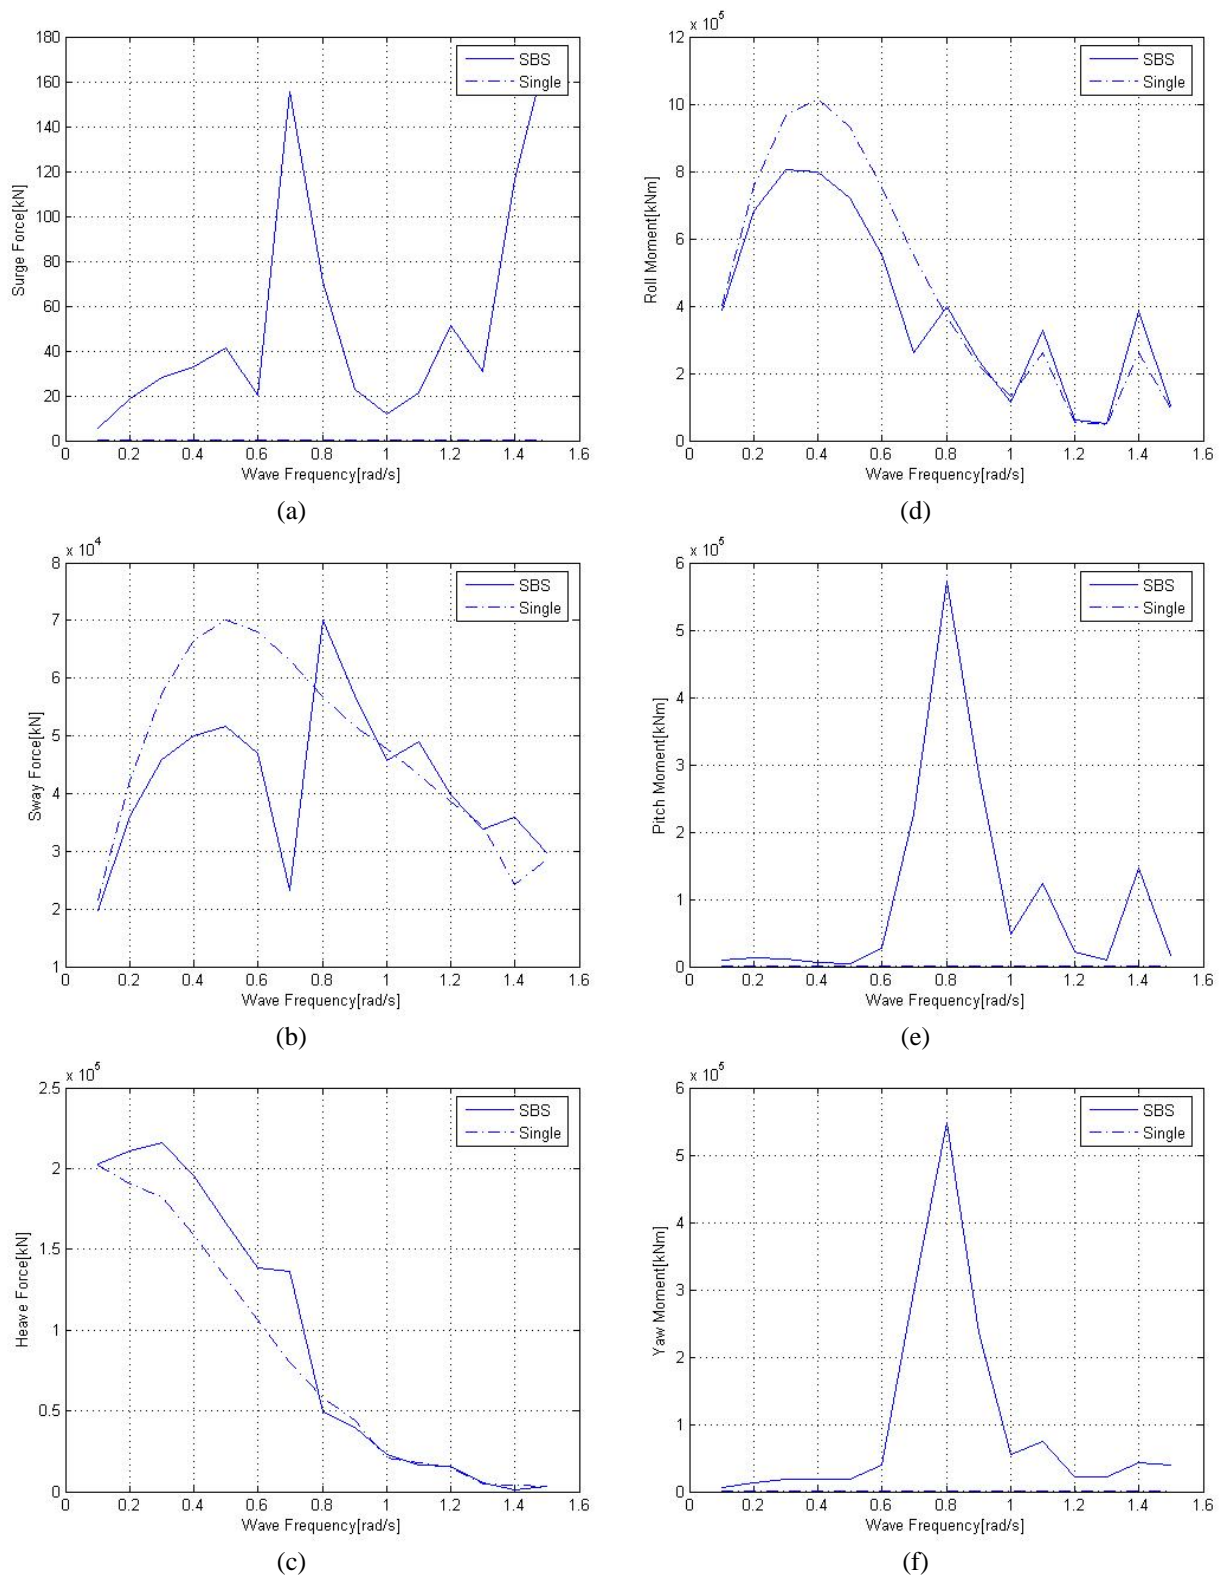 180
160
140
120
100
80
60
40
20
0
Surge Force[kN]
SBS
Single
0 0.2 0.4 0.6 0.8 1 1.2 1.4 1.6
Wave Frequency[rad/s]
(a)
x 10^5
12
10
8
6
4
2
0
Roll Moment[kNm]
SBS
Single
0 0.2 0.4 0.6 0.8 1 1.2 1.4 1.6
Wave Frequency[rad/s]
(d)
x 10^4
8
7
6
5
4
3
2
1
Sway Force[kN]
SBS
Single
0 0.2 0.4 0.6 0.8 1 1.2 1.4 1.6
Wave Frequency[rad/s]
(b)
x 10^5
6
5
4
3
2
1
0
Pitch Moment[kNm]
SBS
Single
0 0.2 0.4 0.6 0.8 1 1.2 1.4 1.6
Wave Frequency[rad/s]
(e)
x 10^5
2.5
2
1.5
1
0.5
0
Heave Force[kN]
SBS
Single
0 0.2 0.4 0.6 0.8 1 1.2 1.4 1.6
Wave Frequency[rad/s]
(c)
x 10^5
6
5
4
3
2
1
0
Yaw Moment[kNm]
SBS
Single
0 0.2 0.4 0.6 0.8 1 1.2 1.4 1.6
Wave Frequency[rad/s]
(f)